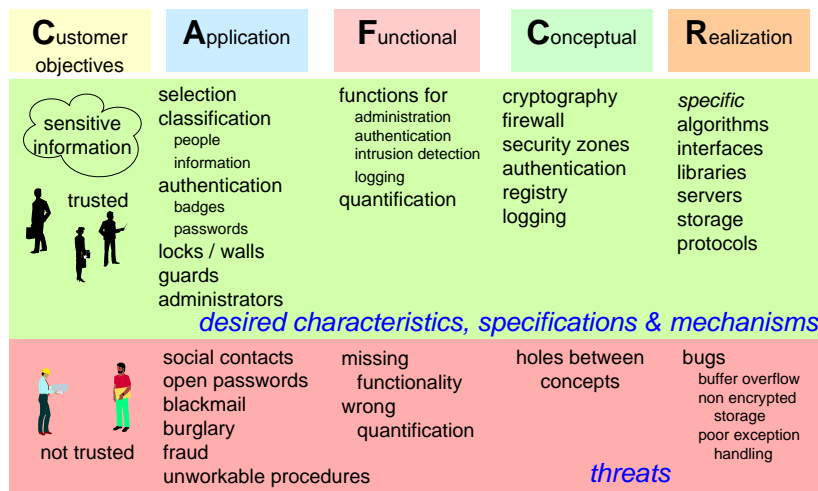 Customer
objectives
Application
Functional
Conceptual
Realization
sensitive
information
trusted
selection
classification
people
information
authentication
badges
passwords
locks / walls
guards
administrators
functions for
administration
authentication
intrusion detection
logging
quantification
cryptography
firewall
security zones
authentication
registry
logging
specific
algorithms
interfaces
libraries
servers
storage
protocols
desired characteristics, specifications & mechanisms
not trusted
social contacts
open passwords
blackmail
burglary
fraud
unworkable procedures
missing
functionality
wrong
quantification
holes between
concepts
bugs
buffer overflow
non encrypted
storage
poor exception
handling
threats